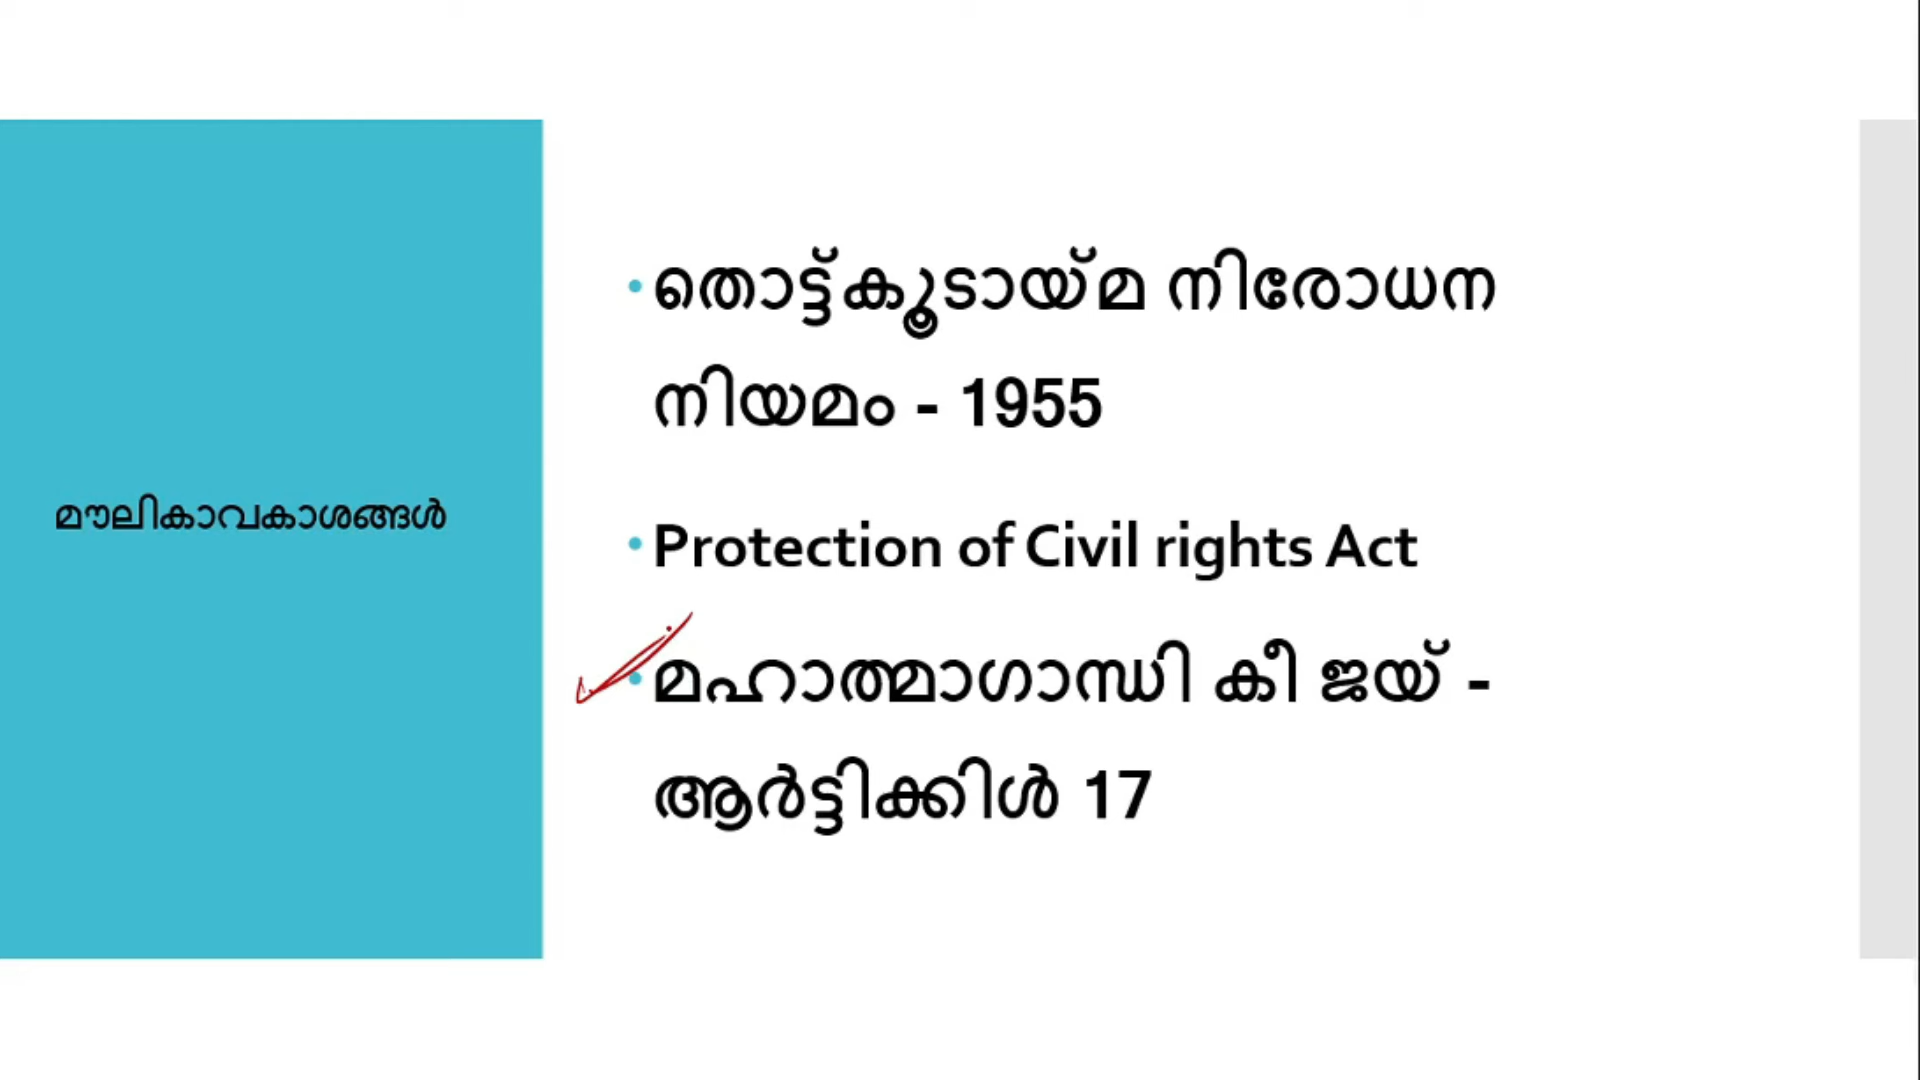 മൗലികാവകാശങ്ങൾ
തൊട്ട്കൂടായ്മ നിരോധന
നിയമം - 1955
Protection of Civil rights Act
മഹാത്മാഗാന്ധി കീ ജയ് -
ആർട്ടിക്കിൾ 17